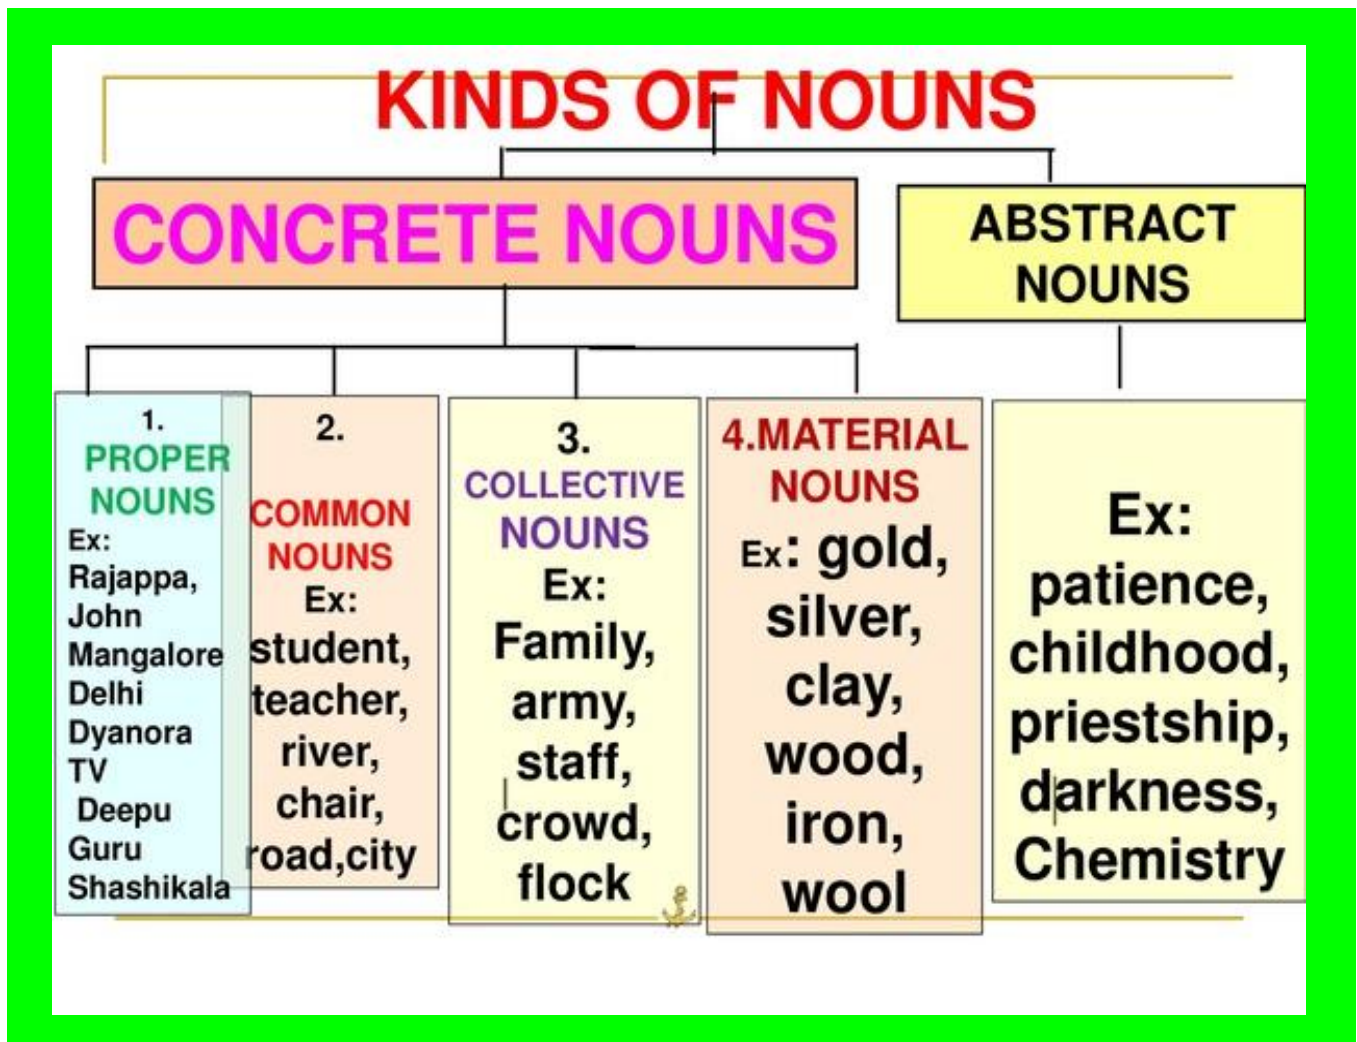 KINDS OF NOUNS
CONCRETE NOUNS
ABSTRACT
NOUNS
1.
PROPER
NOUNS
Ex:
Rajappa,
John
Mangalore
Delhi
Dyanora
TV
Deepu
Guru
Shashikala
2.
COMMON
NOUNS
Ex:
student,
teacher,
river,
chair,
road,city
3.
COLLECTIVE
NOUNS
Ex:
Family,
army,
staff,
crowd,
flock
4.MATERIAL
NOUNS
Ex: gold,
silver,
clay,
wood,
iron,
wool
Ex:
patience,
childhood,
priestship,
darkness,
Chemistry